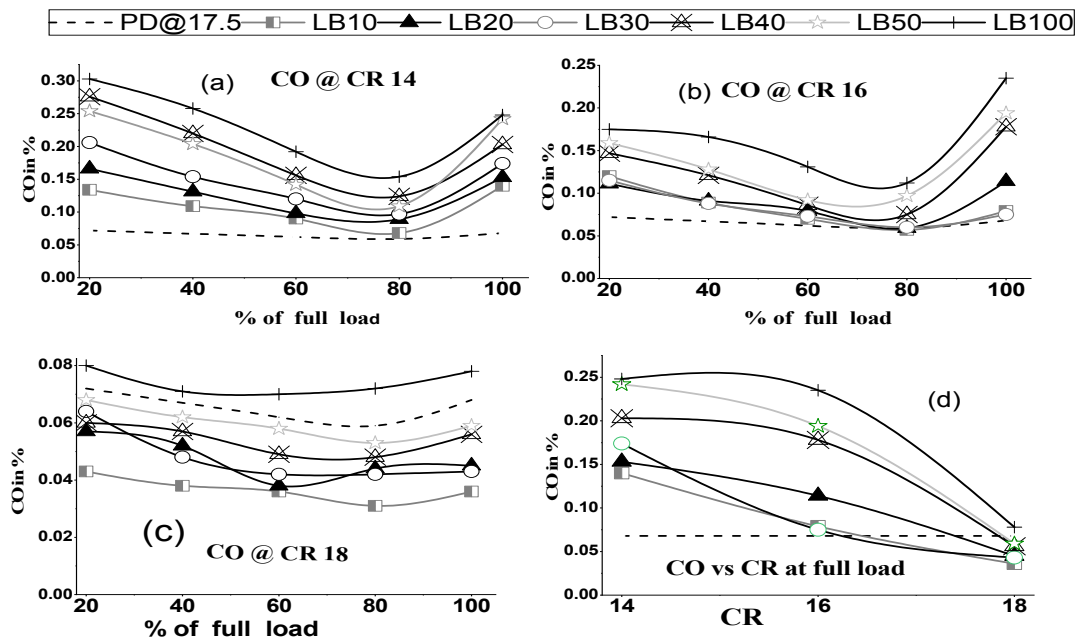 PD@17.5 LB10 LB20 LB30 LB40 LB50 LB100
(a) CO @ CR 14
CO in %
0.30
0.25
0.20
0.15
0.10
0.05
0.00
20 40 60 80 100
% of full load
(b) CO @ CR 16
CO in %
0.25
0.20
0.15
0.10
0.05
0.00
20 40 60 80 100
% of full load
(c) CO @ CR 18
CO in %
0.08
0.06
0.04
0.02
0.00
20 40 60 80 100
% of full load
(d)
CO in %
0.25
0.20
0.15
0.10
0.05
0.00
CO vs CR at full load
14 16 18
CR